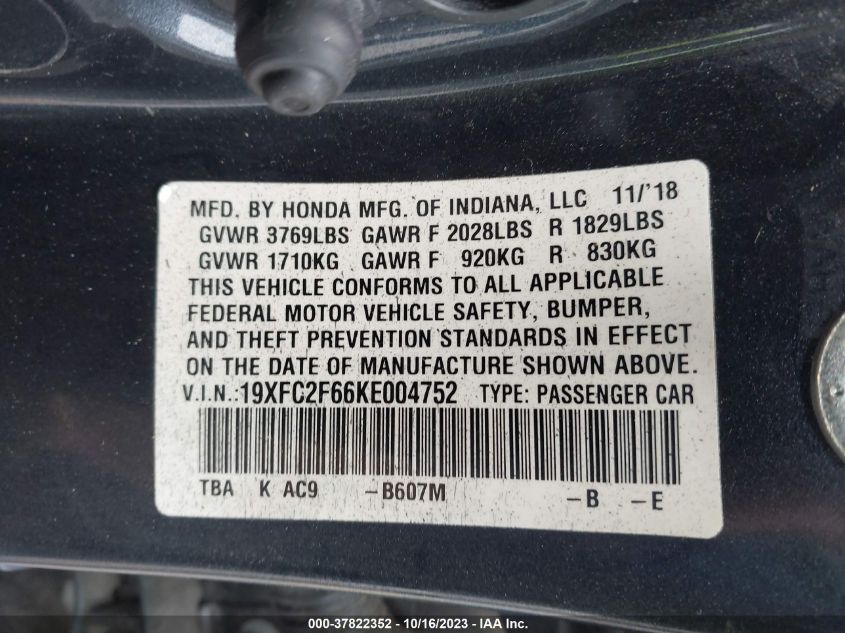 MFD. BY HONDA MFG. OF INDIANA, LLC 11/'18
GVWR 3769LBS GAWR F 2028LBS R 1829LBS
GVWR 1710KG GAWR F 920KG R 830KG
THIS VEHICLE CONFORMS TO ALL APPLICABLE
FEDERAL MOTOR VEHICLE SAFETY, BUMPER,
AND THEFT PREVENTION STANDARDS IN EFFECT
ON THE DATE OF MANUFACTURE SHOWN ABOVE.
V.I.N.:19XFC2F66KE004752 TYPE: PASSENGER CAR
TBA K AC9 -B607M -B -E
000-37822352 - 10/16/2023 - IAA Inc.